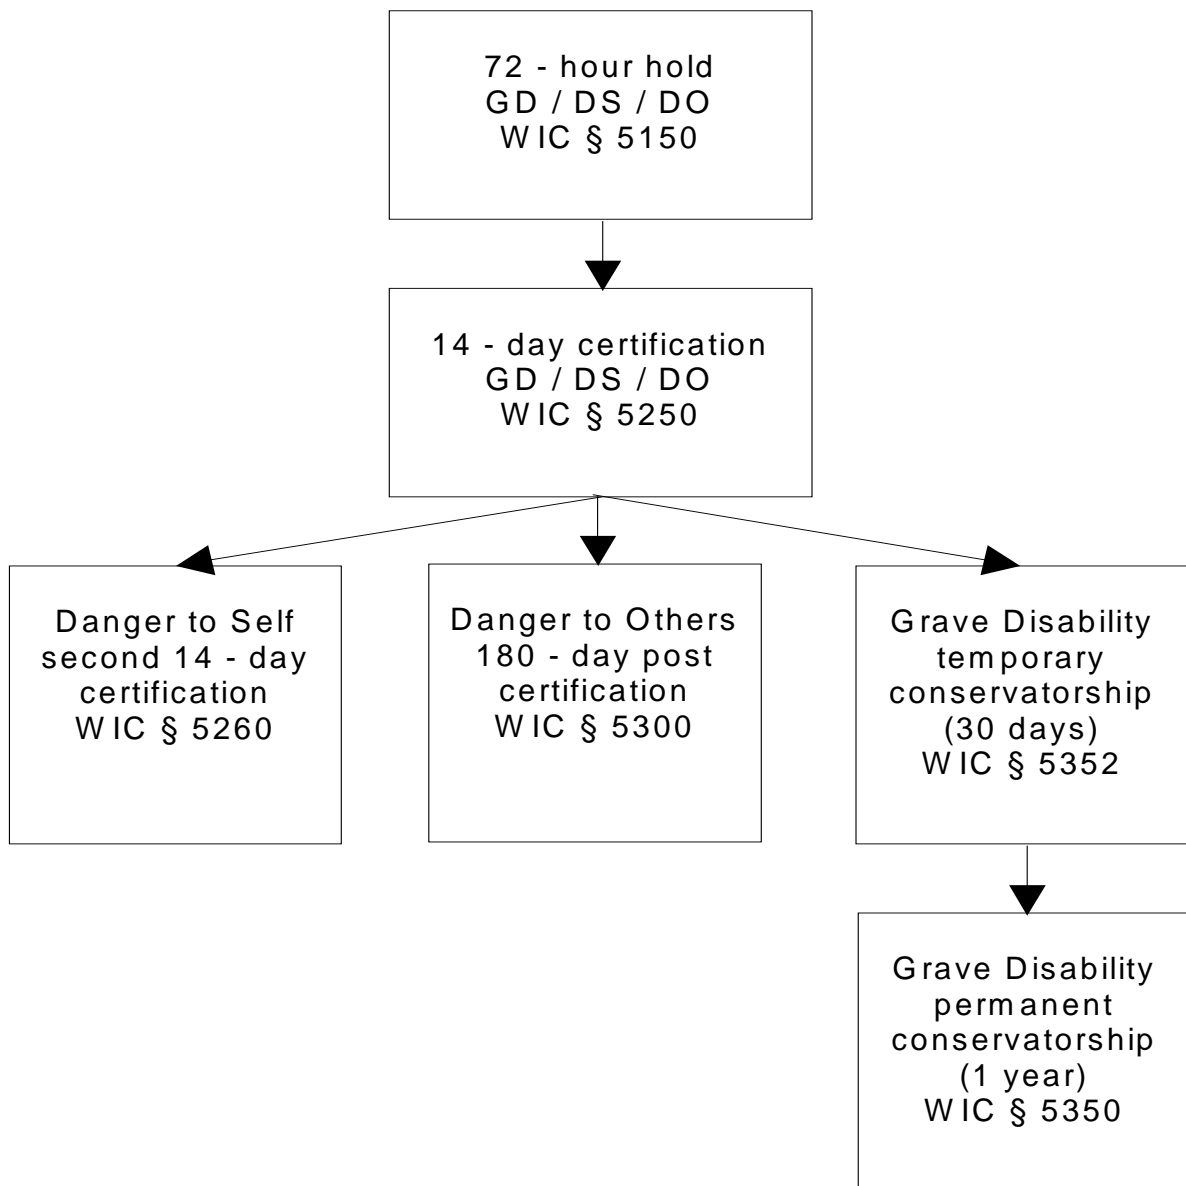 72 - hour hold
GD / DS / DO
WIC § 5150
14 - day certification
GD / DS / DO
WIC § 5250
Danger to Self
second 14 - day
certification
WIC § 5260
Danger to Others
180 - day post
certification
WIC § 5300
Grave Disability
temporary
conservatorship
(30 days)
WIC § 5352
Grave Disability
permanent
conservatorship
(1 year)
WIC § 5350